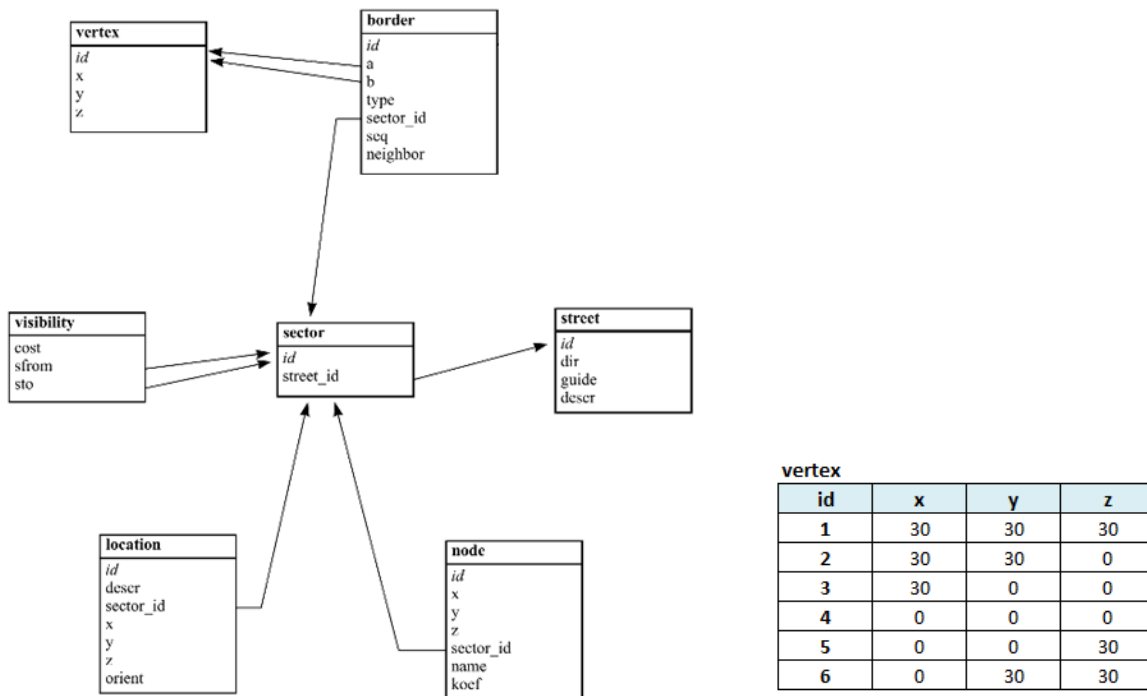 vertex
id
x
y
z
border
id
a
b
type
sector_id
seq
neighbor
visibility
cost
sfrom
sto
sector
id
street_id
street
id
dir
guide
descr
location
id
descr
sector_id
x
y
z
orient
node
id
x
y
z
sector_id
name
koef
vertex
id x y z
1 30 30 30
2 30 30 0
3 30 0 0
4 0 0 0
5 0 0 30
6 0 30 30